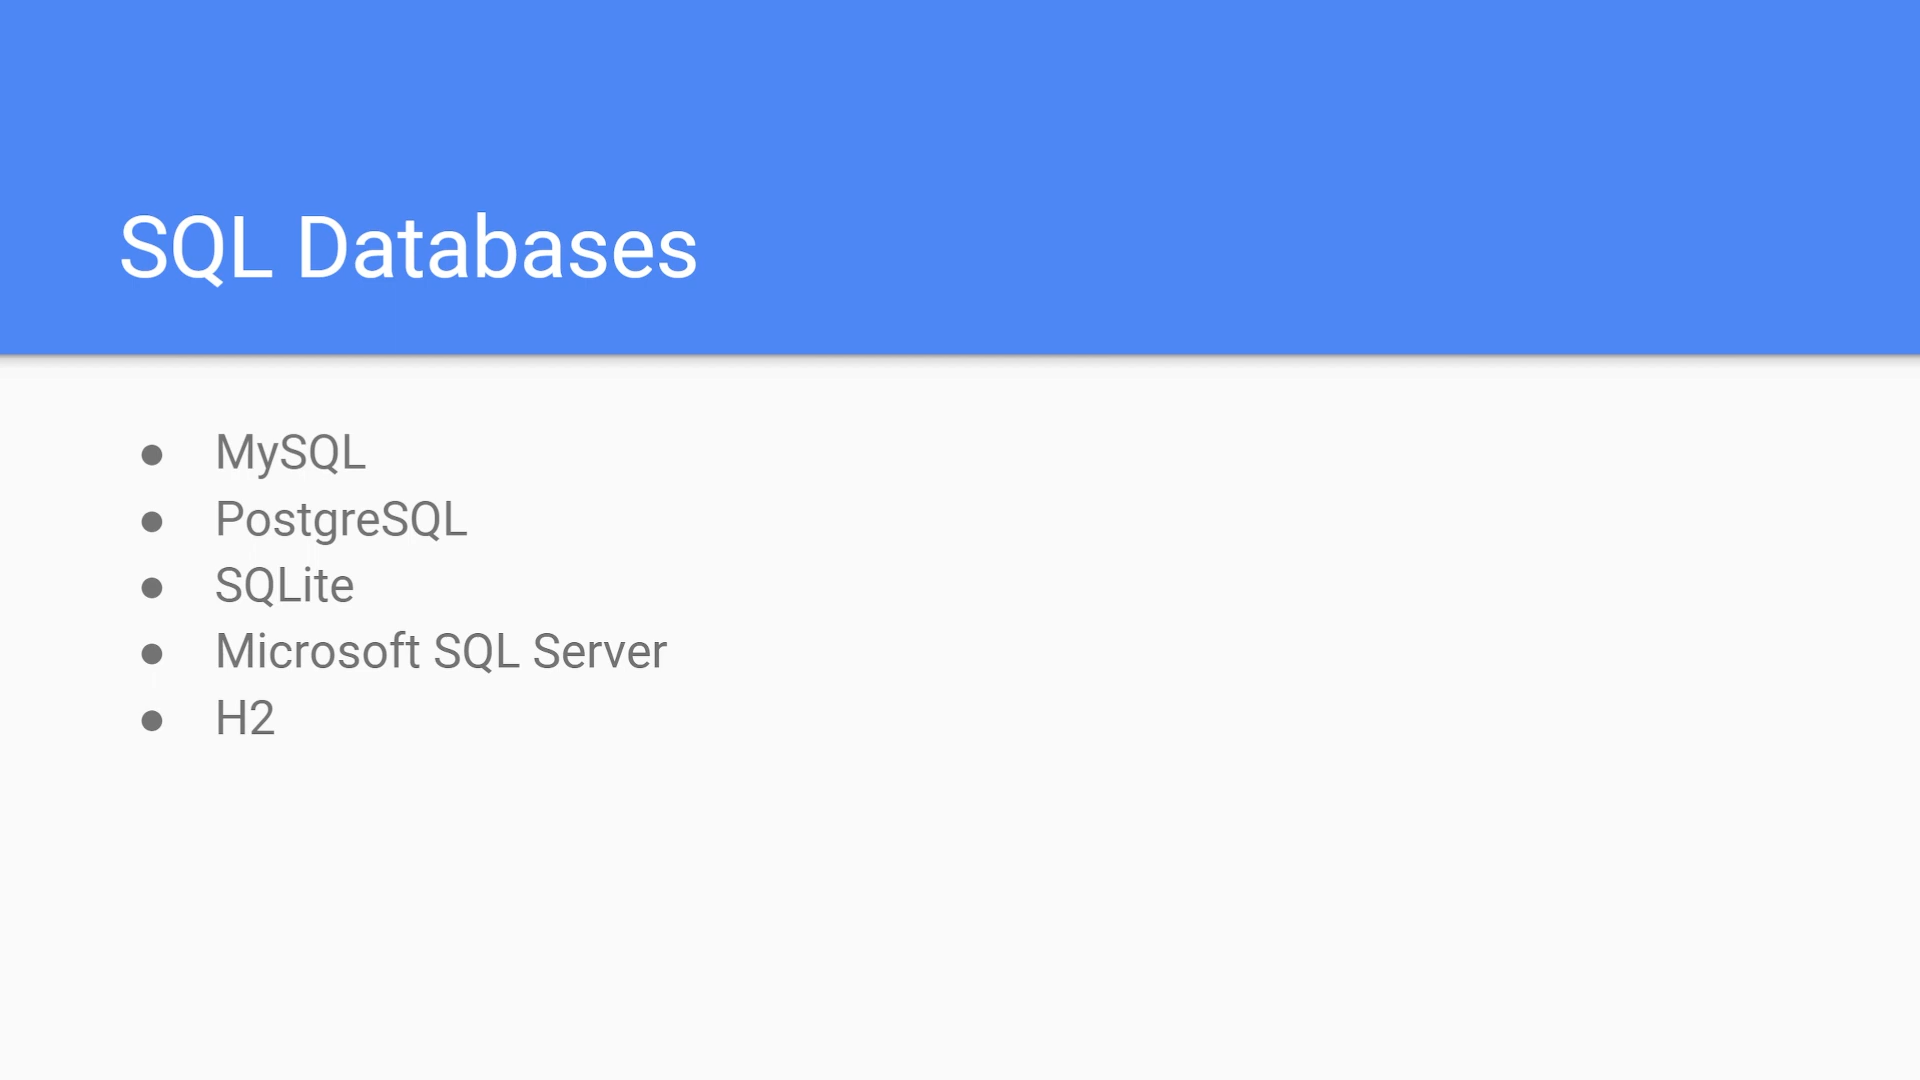 SQL Databases
● MySQL
● PostgreSQL
● SQLite
● Microsoft SQL Server
● H2